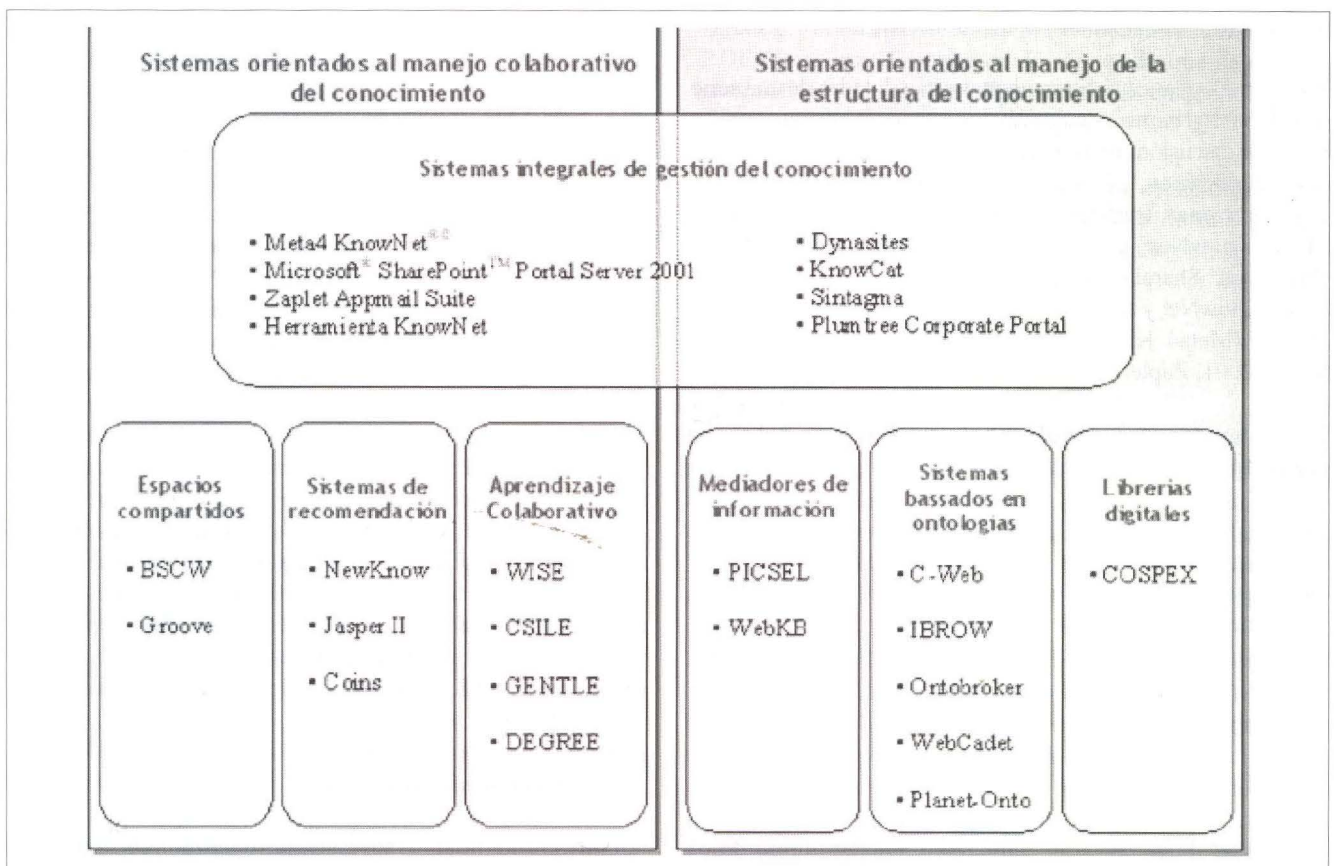 Sistemas orientados al manejo colaborativo
del conocimiento
Sistemas orientados al manejo de la
estructura del conocimiento
Sistemas integrales de gestión del conocimiento
• Meta4 KnowNet
• Microsoft® SharePoint™ Portal Server 2001
• Zaplet Appmail Suite
• Herramienta KnowNet
• Dynasites
• KnowCat
• Sintagma
• Plumtree Corporate Portal
Espacios
compartidos
• BSCW
• Groove
Sistemas de
recomendación
• NewKnow
• Jasper II
• Coins
Aprendizaje
Colaborativo
• WISE
• CSILE
• GENTLE
• DEGREE
Mediadores de
información
• PICSEL
• WebKB
Sistemas
bassados en
ontologias
• C-Web
• IBROW
• Ontobroker
• WebCadet
• Planet-Onto
Librerias
digitales
• COSPEX